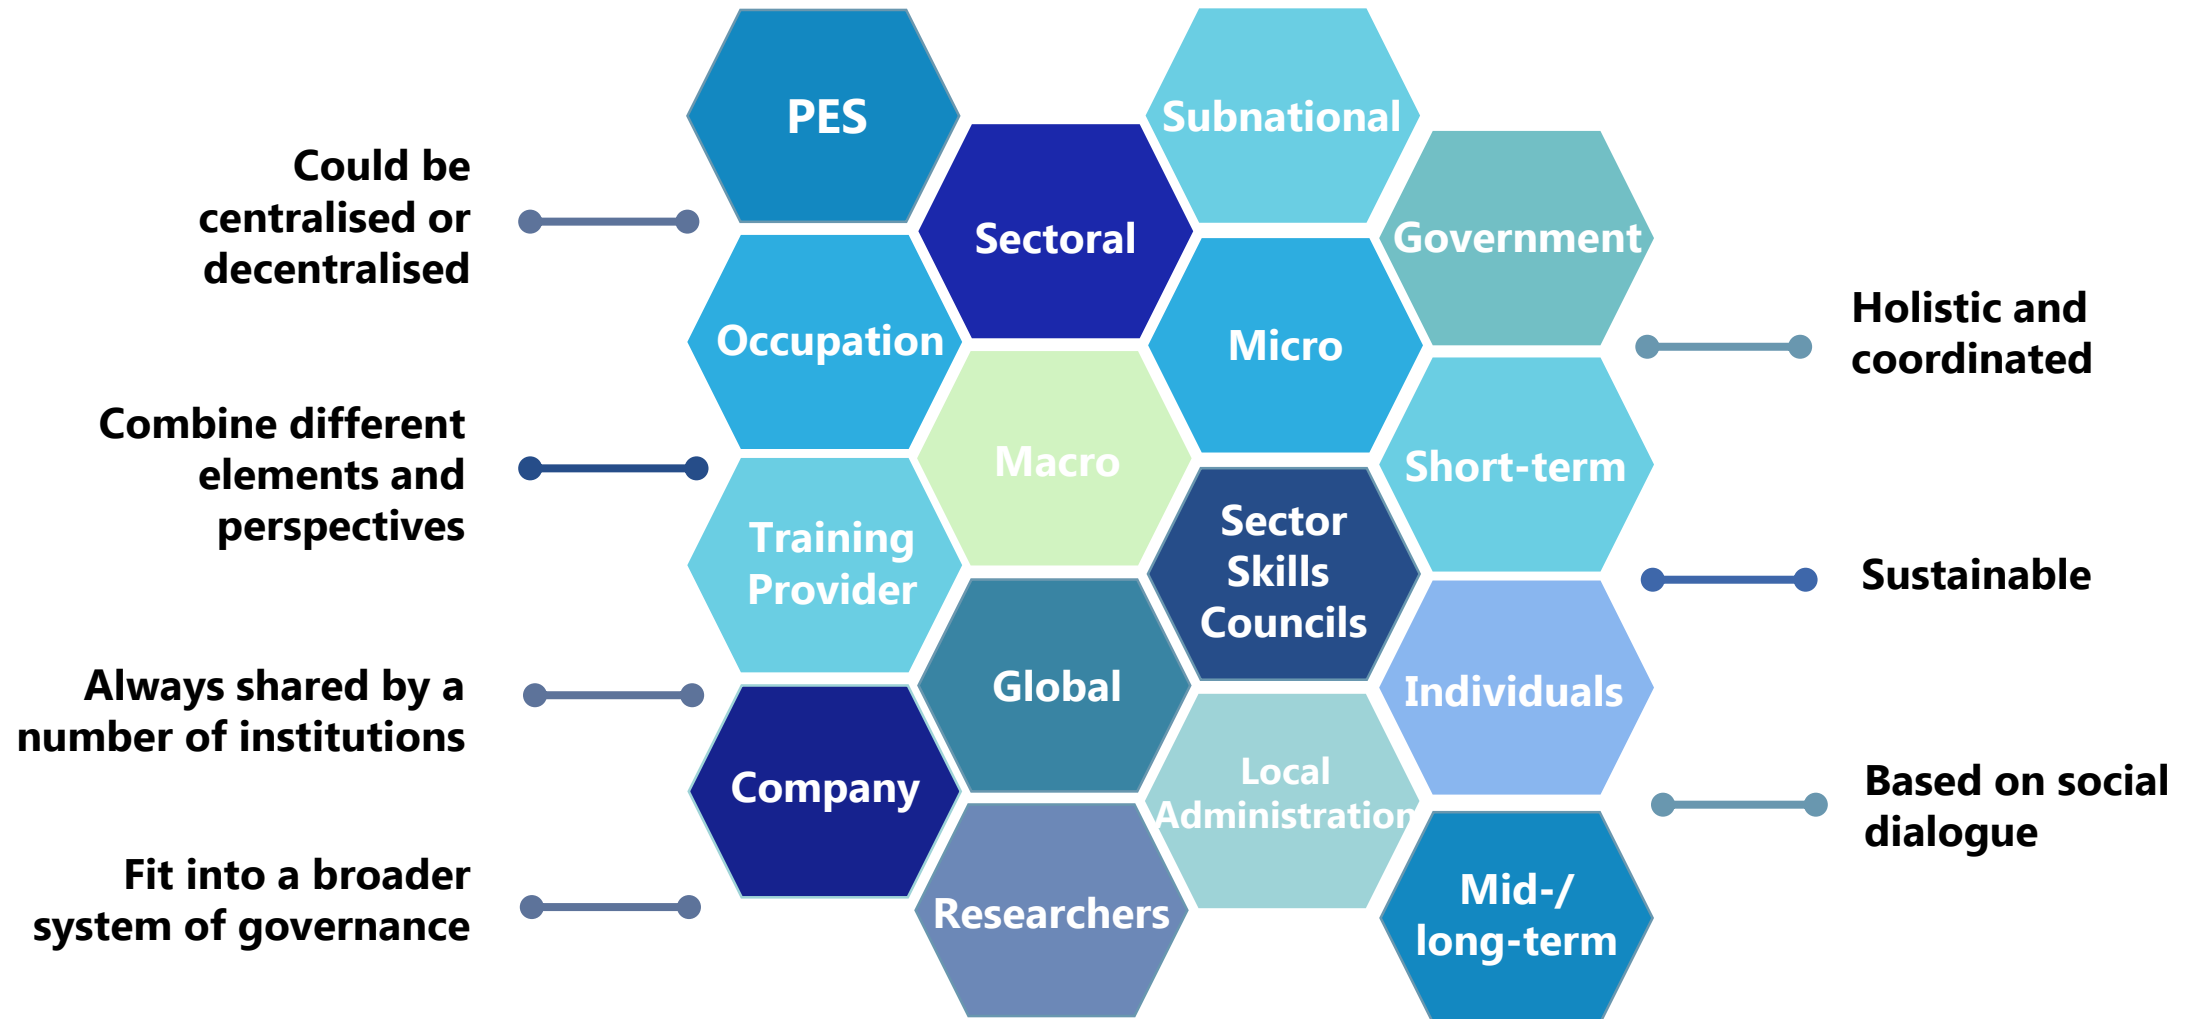 Could be
centralised or
decentralised
Combine different
elements and
perspectives
Always shared by a
number of institutions
Fit into a broader
system of governance
PES
Occupation
Training
Provider
Company
Sectoral
Macro
Global
Researchers
Subnational
Micro
Sector
Skills
Councils
Local
Administration
Government
Short-term
Individuals
Mid-/
long-term
Holistic and
coordinated
Sustainable
Based on social
dialogue